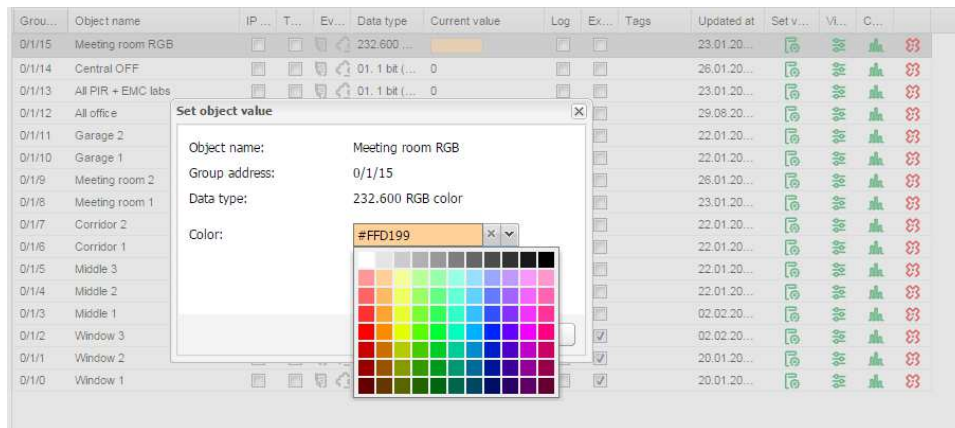 Grou... Object name IP ... T... Ev... Data type Current value Log Ex... Tags Updated at Set v... Vi... C...
0/1/15 Meeting room RGB 232.600 ... 23.01.20...
0/1/14 Central OFF 01. 1 bit (... 0 26.01.20...
0/1/13 All PIR + EMC labs 01. 1 bit (... 0 23.01.20...
0/1/12 All office 29.08.20...
0/1/11 Garage 2 22.01.20...
0/1/10 Garage 1 22.01.20...
0/1/9 Meeting room 2 26.01.20...
0/1/8 Meeting room 1 23.01.20...
0/1/7 Corridor 2 22.01.20...
0/1/6 Corridor 1 22.01.20...
0/1/5 Middle 3 22.01.20...
0/1/4 Middle 2 22.01.20...
0/1/3 Middle 1 02.02.20...
0/1/2 Window 3 02.02.20...
0/1/1 Window 2 20.01.20...
0/1/0 Window 1 20.01.20...
Set object value
Object name: Meeting room RGB
Group address: 0/1/15
Data type: 232.600 RGB color
Color: #FFD199